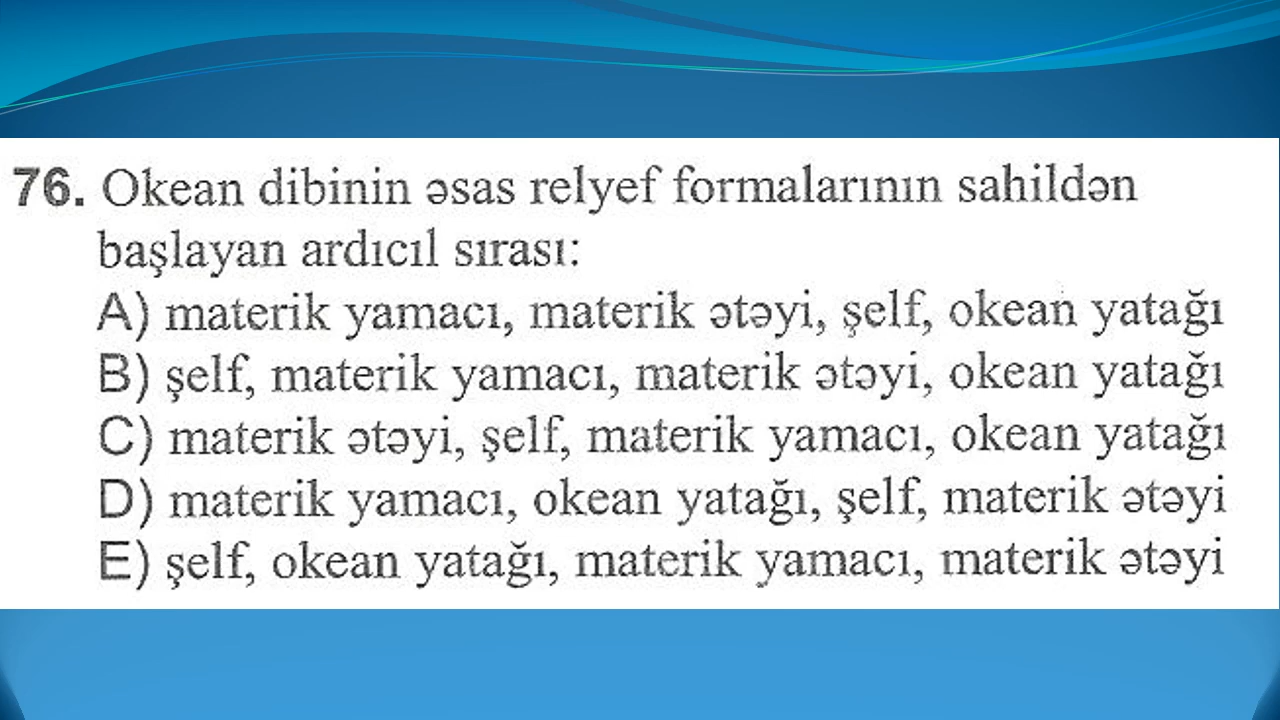 76. Okean dibinin əsas relyef formalarının sahildən
başlayan ardıcıl sırası:
A) materik yamacı, materik ətəyi, şelf, okean yatağı
B) şelf, materik yamacı, materik ətəyi, okean yatağı
C) materik ətəyi, şelf, materik yamacı, okean yatağı
D) materik yamacı, okean yatağı, şelf, materik ətəyi
E) şelf, okean yatağı, materik yamacı, materik ətəyi